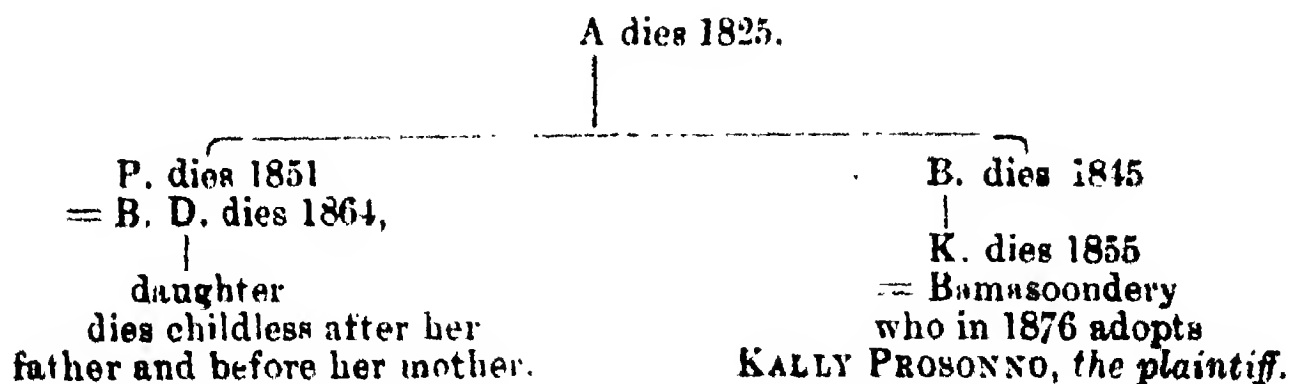 A dies 1825.
P. dies 1851
= B. D. dies 1864,
daughter
dies childless after her
father and before her mother.
B. dies 1845
K. dies 1855
= Bamasoondery
who in 1876 adopts
KALLY PROSONNO, the plaintiff.